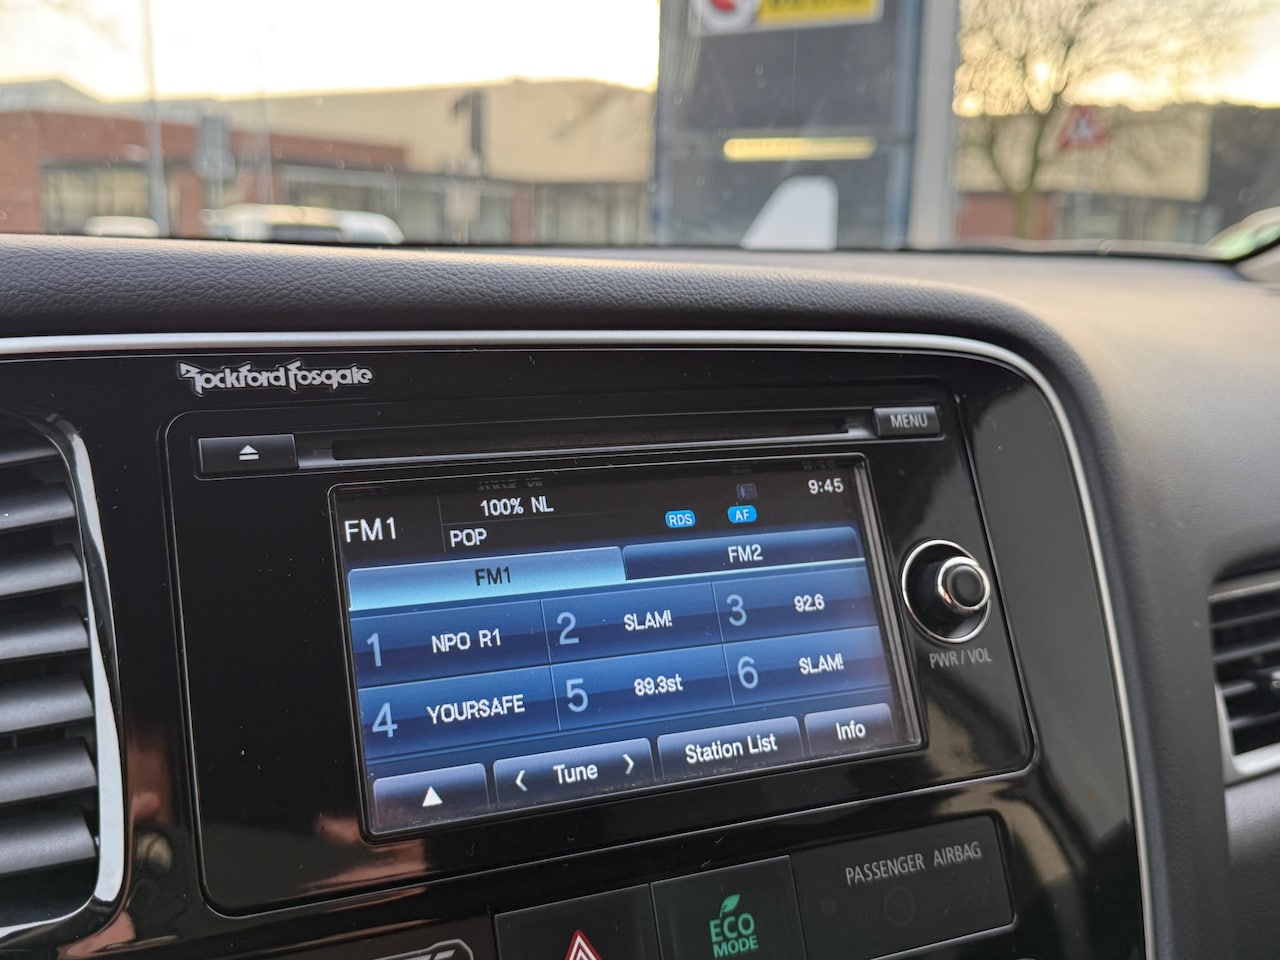 Rockford Fosgate
MENU
FM1
100% NL
9:45
POP
RDS
AF
FM1
FM2
1 NPO R1
2 SLAM!
3 92.6
4 YOURSAFE
5 89.3st
6 SLAM!
Tune
Station List
Info
PWR / VOL
ECO
MODE
PASSENGER AIRBAG